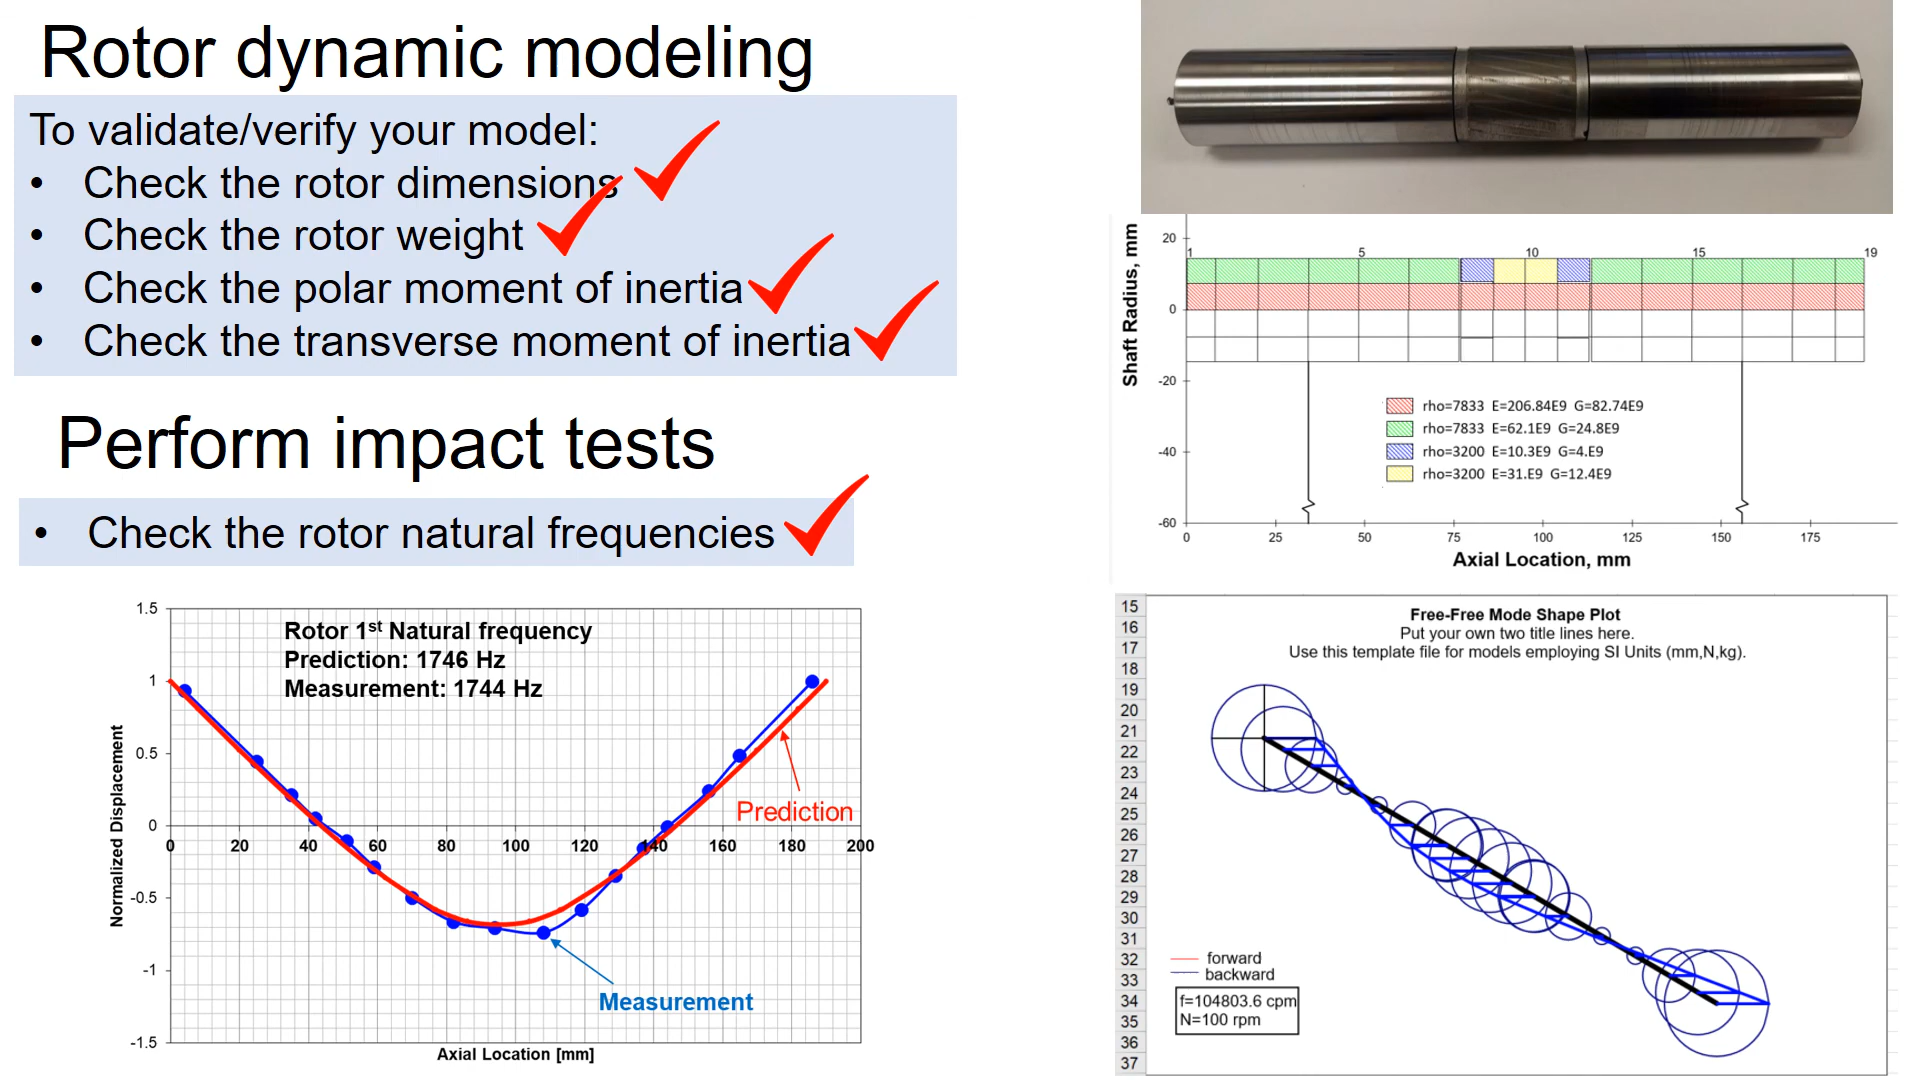 Rotor dynamic modeling
To validate/verify your model:
• Check the rotor dimensions
• Check the rotor weight
• Check the polar moment of inertia
• Check the transverse moment of inertia
Perform impact tests
• Check the rotor natural frequencies
1.5
1
0.5
0
-0.5
-1
-1.5
Normalized Displacement
Rotor 1st Natural frequency
Prediction: 1746 Hz
Measurement: 1744 Hz
Prediction
Measurement
0 20 40 60 80 100 120 140 160 180 200
Axial Location [mm]
Shaft Radius, mm
20
0
-20
-40
-60
1 5 10 15 19
rho=7833 E=206.84E9 G=82.74E9
rho=7833 E=62.1E9 G=24.8E9
rho=3200 E=10.3E9 G=4.E9
rho=3200 E=31.E9 G=12.4E9
0 25 50 75 100 125 150 175
Axial Location, mm
15
16
17
18
19
20
21
22
23
24
25
26
27
28
29
30
31
32
33
34
35
36
37
Free-Free Mode Shape Plot
Put your own two title lines here.
Use this template file for models employing SI Units (mm,N,kg).
forward
backward
f=104803.6 cpm
N=100 rpm